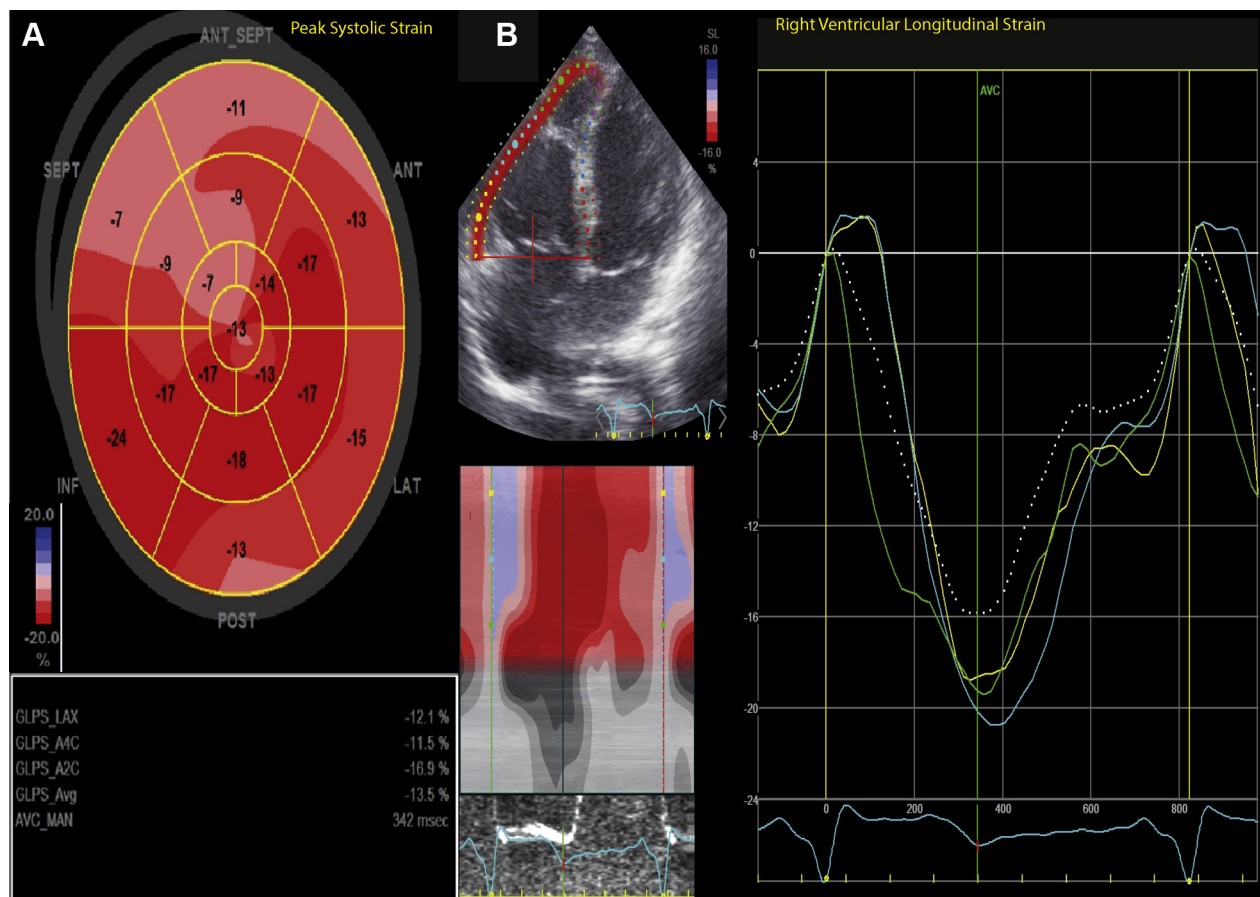 A
Peak Systolic Strain
ANT_SEPT
SEPT
ANT
-11
-9
-7
-13
-9
-17
-7
-14
-13
-17
-13
-17
-17
-24
-15
-18
INF
LAT
-13
POST
20.0
-20.0
%
GLPS_LAX -12.1 %
GLPS_A4C -11.5 %
GLPS_A2C -16.9 %
GLPS_Avg -13.5 %
AVC_MAN 342 msec
B
SL
16.0
-16.0
%
Right Ventricular Longitudinal Strain
AVC
4
0
-4
-8
-12
-16
-20
-24
0 200 400 600 800